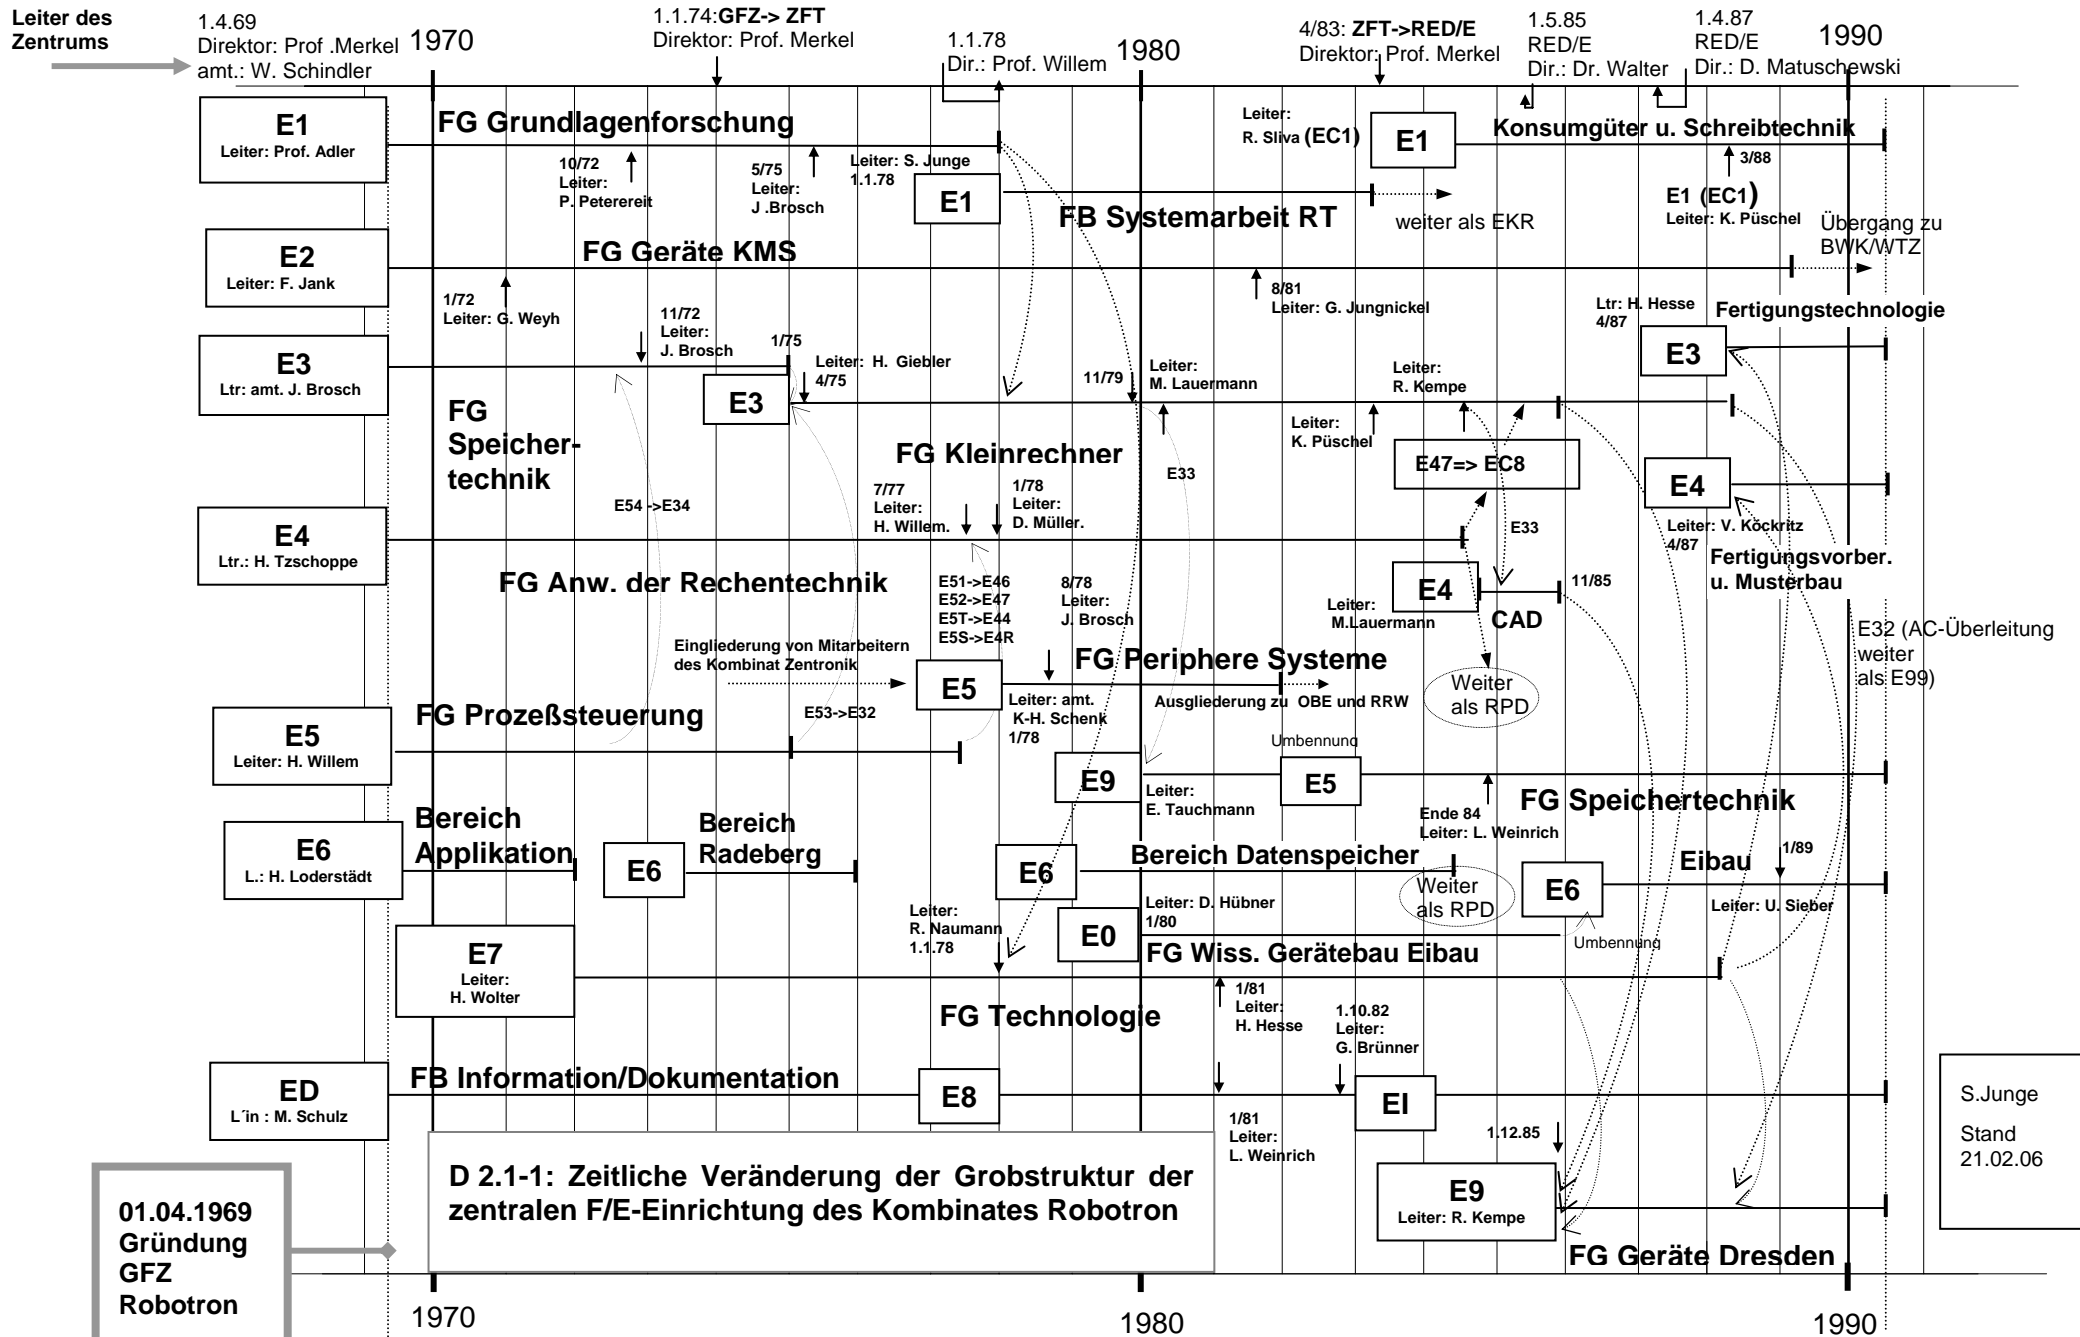 Leiter des
Zentrums
1.4.69
Direktor: Prof .Merkel
amt.: W. Schindler
1970
1.1.74:GFZ-> ZFT
Direktor: Prof. Merkel
1.1.78
Dir.: Prof. Willem
1980
4/83: ZFT->RED/E
Direktor: Prof. Merkel
1.5.85
RED/E
Dir.: Dr. Walter
1.4.87
RED/E
Dir.: D. Matuschewski
1990
E1
Leiter: Prof. Adler
FG Grundlagenforschung
10/72
Leiter:
P. Peterereit
5/75
Leiter:
J .Brosch
Leiter: S. Junge
1.1.78
E1
FB Systemarbeit RT
Leiter:
R. Sliva (EC1)
E1
Konsumgüter u. Schreibtechnik
weiter als EKR
3/88
E1 (EC1)
Leiter: K. Püschel
Übergang zu
BWK/WTZ
E2
Leiter: F. Jank
FG Geräte KMS
1/72
Leiter: G. Weyh
8/81
Leiter: G. Jungnickel
E3
Ltr: amt. J. Brosch
11/72
Leiter:
J. Brosch
1/75
E3
Leiter: H. Giebler
4/75
11/79
Leiter:
M. Lauermann
Leiter:
K. Püschel
Leiter:
R. Kempe
Ltr: H. Hesse
4/87
Fertigungstechnologie
E3
FG
Speicher-
technik
FG Kleinrechner
E33
E47=> EC8
E4
Leiter: V. Köckritz
4/87
Fertigungsvorber.
u. Musterbau
E54 ->E34
7/77
Leiter:
H. Willem.
1/78
Leiter:
D. Müller.
E33
E4
Ltr.: H. Tzschoppe
FG Anw. der Rechentechnik
E51->E46
E52->E47
E5T->E44
E5S->E4R
8/78
Leiter:
J. Brosch
E4
Leiter:
M.Lauermann
CAD
11/85
E32 (AC-Überleitung
weiter
als E99)
Eingliederung von Mitarbeitern
des Kombinat Zentronik
E5
FG Periphere Systeme
Leiter: amt.
K-H. Schenk
1/78
Ausgliederung zu OBE und RRW
Weiter
als RPD
E5
Leiter: H. Willem
FG Prozeßsteuerung
E53->E32
E9
Leiter:
E. Tauchmann
Umbennung
E5
Ende 84
Leiter: L. Weinrich
FG Speichertechnik
E6
L.: H. Loderstädt
Bereich
Applikation
E6
Bereich
Radeberg
E6
Bereich Datenspeicher
Weiter
als RPD
E6
Eibau
1/89
Leiter: U. Sieber
Umbennung
E0
Leiter: D. Hübner
1/80
FG Wiss. Gerätebau Eibau
E7
Leiter:
H. Wolter
Leiter:
R. Naumann
1.1.78
FG Technologie
1/81
Leiter:
H. Hesse
1.10.82
Leiter:
G. Brünner
ED
L´in : M. Schulz
FB Information/Dokumentation
E8
1/81
Leiter:
L. Weinrich
EI
1.12.85
E9
Leiter: R. Kempe
FG Geräte Dresden
S.Junge
Stand
21.02.06
D 2.1-1: Zeitliche Veränderung der Grobstruktur der
zentralen F/E-Einrichtung des Kombinates Robotron
01.04.1969
Gründung
GFZ
Robotron
1970
1980
1990